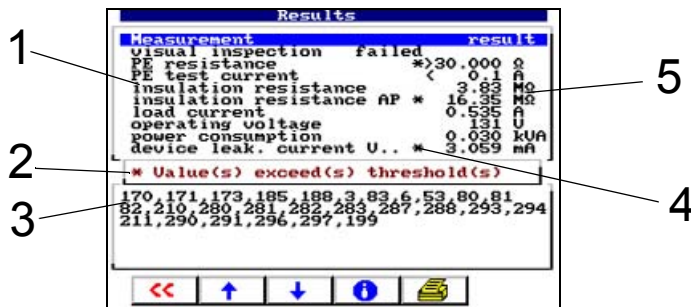 Results
Measurement result
visual inspection failed
PE resistance *>30.000 Ω
PE test current < 0.1 A
insulation resistance 3.83 MΩ
insulation resistance AP * 16.35 MΩ
load current 0.535 A
operating voltage 131 V
power consumption 0.030 kVA
device leak. current V.. * 3.059 mA
* Value(s) exceed(s) threshold(s)
170,171,173,185,188,3,83,6,53,80,81
82,210,280,281,282,283,287,288,293,294
211,290,291,296,297,199
<<
1
2
3
4
5